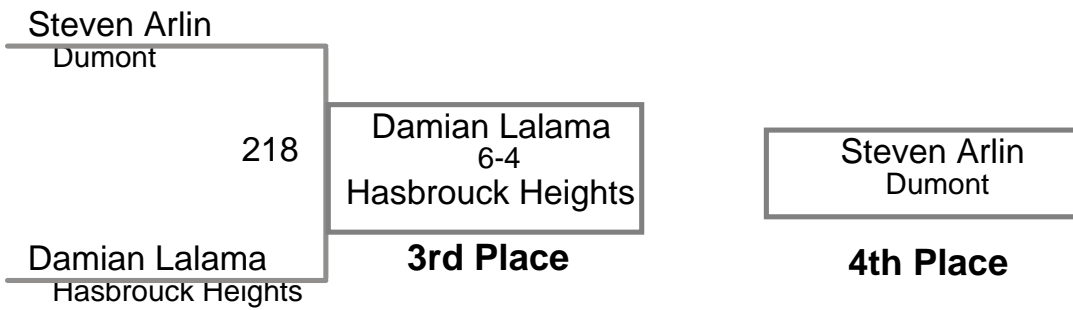 Steven Arlin
Dumont
218
Damian Lalama
Hasbrouck Heights
Damian Lalama
6-4
Hasbrouck Heights
3rd Place
Steven Arlin
Dumont
4th Place